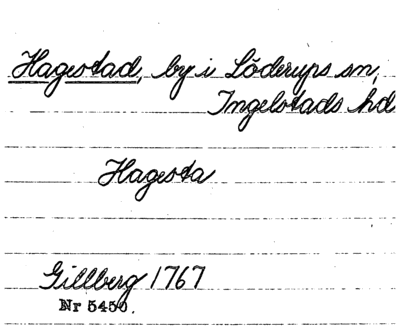 Hagestad, by i Löderups sn,
Ingelstads hd
Hagesta
Gillberg 1767
Nr 5450.